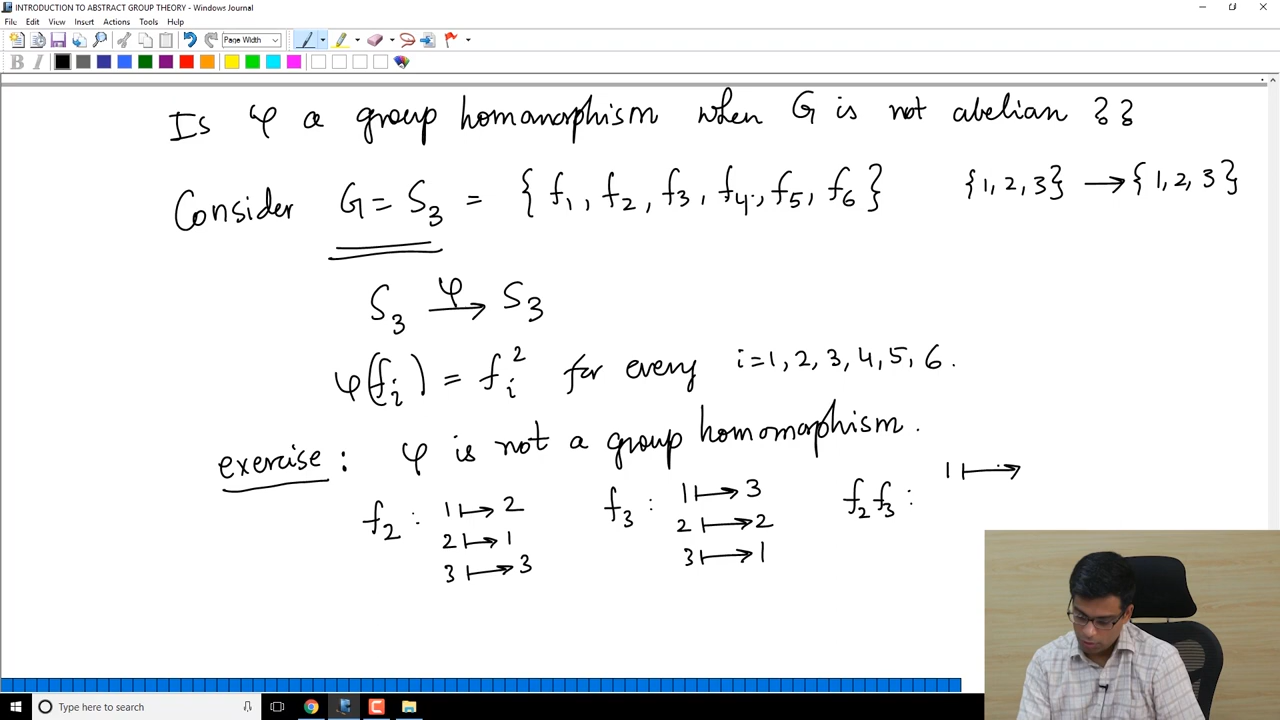 INTRODUCTION TO ABSTRACT GROUP THEORY - Windows Journal
File Edit View Insert Actions Tools Help
Page Width
B I
Is φ a group homomorphism when G is not abelian ??
Consider G = S₃ = { f₁, f₂, f₃, f₄, f₅, f₆ } {1, 2, 3} → {1, 2, 3}
S₃ —φ→ S₃
φ(fᵢ) = fᵢ² for every i=1, 2, 3, 4, 5, 6.
exercise : φ is not a group homomorphism.
f₂ : 1 ↦ 2 f₃ : 1 ↦ 3 f₂f₃ : 1 ↦
2 ↦ 1 2 ↦ 2
3 ↦ 3 3 ↦ 1
Type here to search